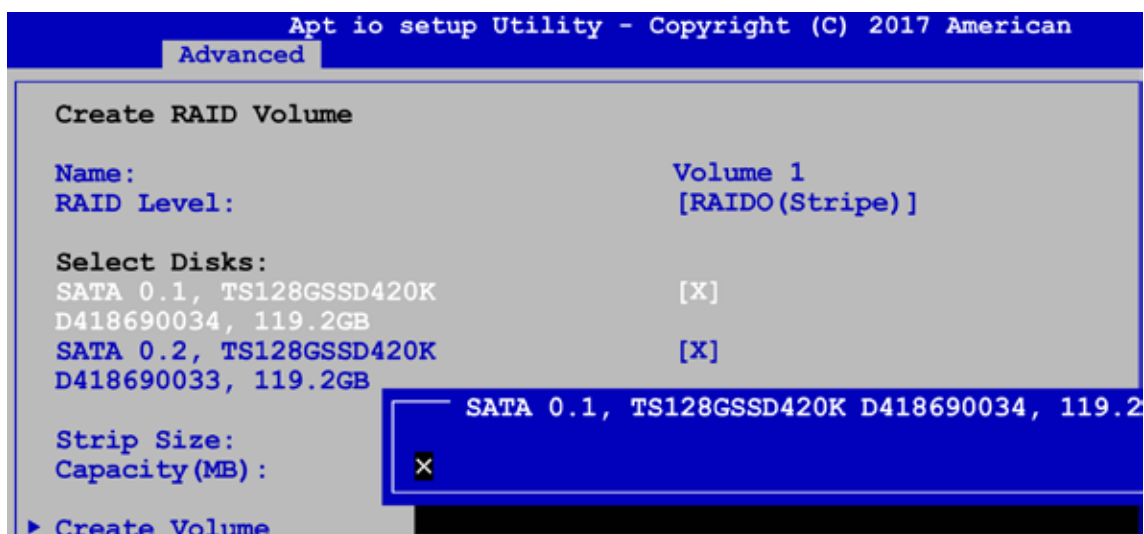 Apt io setup Utility - Copyright (C) 2017 American
Advanced
Create RAID Volume
Name: Volume 1
RAID Level: [RAIDO(Stripe)]
Select Disks:
SATA 0.1, TS128GSSD420K [X]
D418690034, 119.2GB
SATA 0.2, TS128GSSD420K [X]
D418690033, 119.2GB
SATA 0.1, TS128GSSD420K D418690034, 119.2
Strip Size:
Capacity(MB):
X
Create Volume